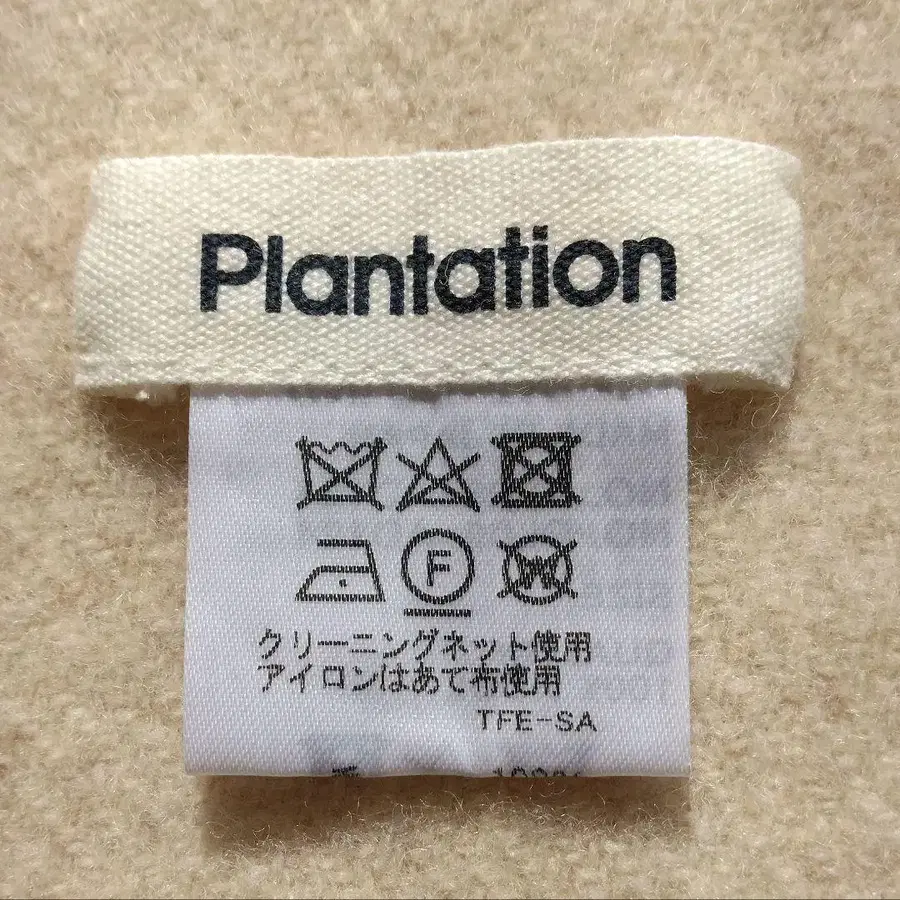 Plantation
F
W
クリーニングネット使用
アイロンはあて布使用
TFE-SA